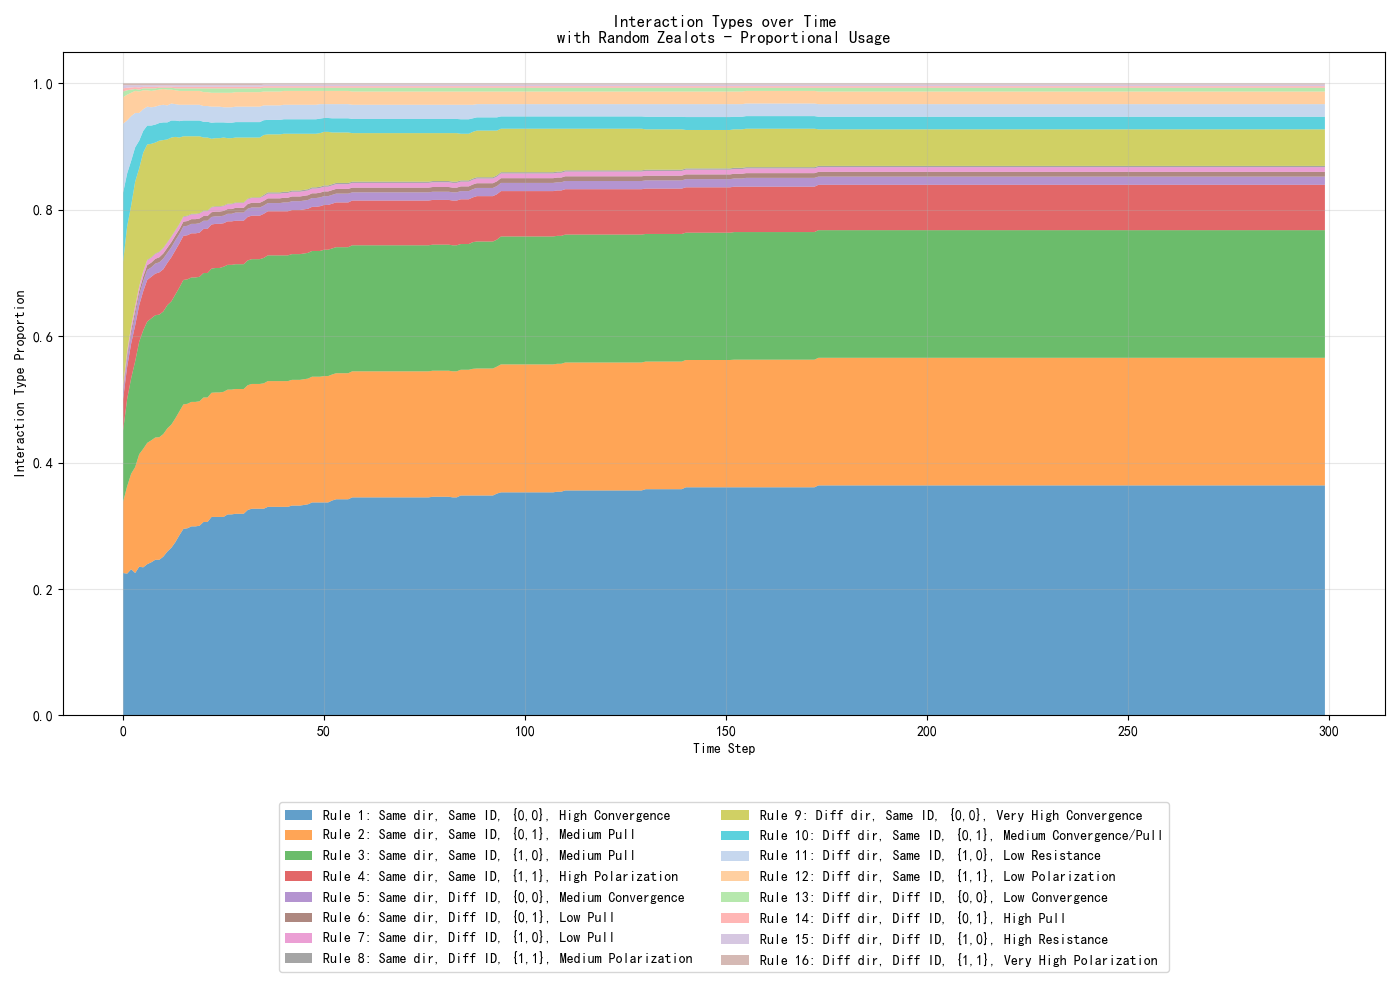 Interaction Types over Time
with Random Zealots − Proportional Usage
Interaction Type Proportion
1.0
0.8
0.6
0.4
0.2
0.0
0 50 100 150 200 250 300
Time Step
Rule 1: Same dir, Same ID, {0,0}, High Convergence
Rule 2: Same dir, Same ID, {0,1}, Medium Pull
Rule 3: Same dir, Same ID, {1,0}, Medium Pull
Rule 4: Same dir, Same ID, {1,1}, High Polarization
Rule 5: Same dir, Diff ID, {0,0}, Medium Convergence
Rule 6: Same dir, Diff ID, {0,1}, Low Pull
Rule 7: Same dir, Diff ID, {1,0}, Low Pull
Rule 8: Same dir, Diff ID, {1,1}, Medium Polarization
Rule 9: Diff dir, Same ID, {0,0}, Very High Convergence
Rule 10: Diff dir, Same ID, {0,1}, Medium Convergence/Pull
Rule 11: Diff dir, Same ID, {1,0}, Low Resistance
Rule 12: Diff dir, Same ID, {1,1}, Low Polarization
Rule 13: Diff dir, Diff ID, {0,0}, Low Convergence
Rule 14: Diff dir, Diff ID, {0,1}, High Pull
Rule 15: Diff dir, Diff ID, {1,0}, High Resistance
Rule 16: Diff dir, Diff ID, {1,1}, Very High Polarization